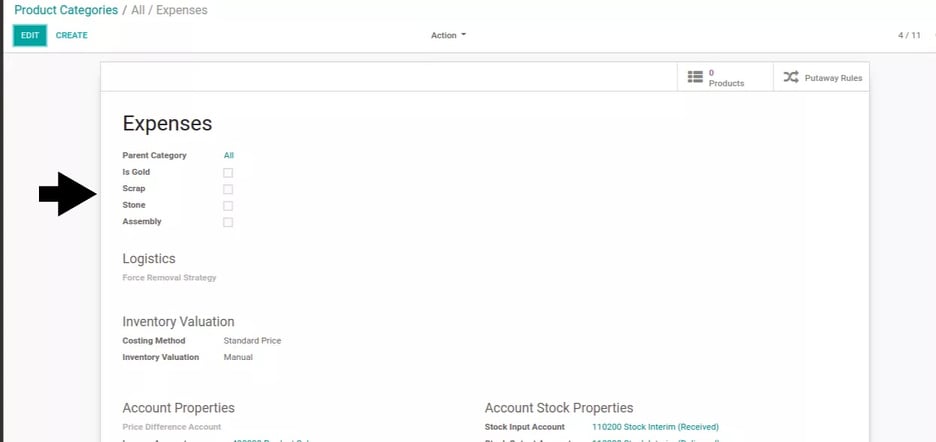 Product Categories / All / Expenses
EDIT CREATE Action 4 / 11
0
Products Putaway Rules
Expenses
Parent Category All
Is Gold
Scrap
Stone
Assembly
Logistics
Force Removal Strategy
Inventory Valuation
Costing Method Standard Price
Inventory Valuation Manual
Account Properties Account Stock Properties
Price Difference Account Stock Input Account 110200 Stock Interim (Received)